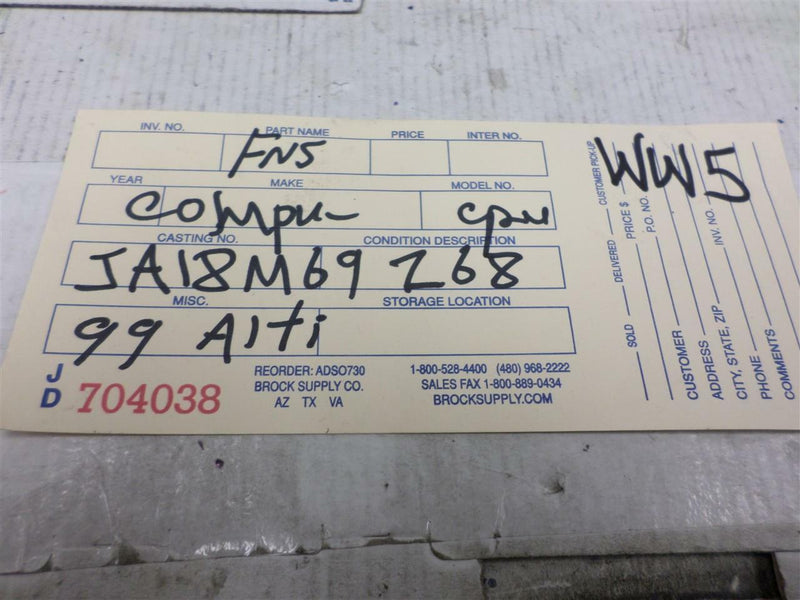 INV. NO. PART NAME PRICE INTER NO.
FN5
YEAR MAKE MODEL NO.
Compu- cpu
CASTING NO. CONDITION DESCRIPTION
JA18M69 Z68
MISC. STORAGE LOCATION
99 Alti
JD 704038
REORDER: ADSO730
BROCK SUPPLY CO.
AZ TX VA
1-800-528-4400 (480) 968-2222
SALES FAX 1-800-889-0434
BROCKSUPPLY.COM
WW5
SOLD DELIVERED CUSTOMER PICK-UP
PRICE $
P.O. NO.
CUSTOMER
ADDRESS INV. NO.
CITY, STATE, ZIP
PHONE
COMMENTS